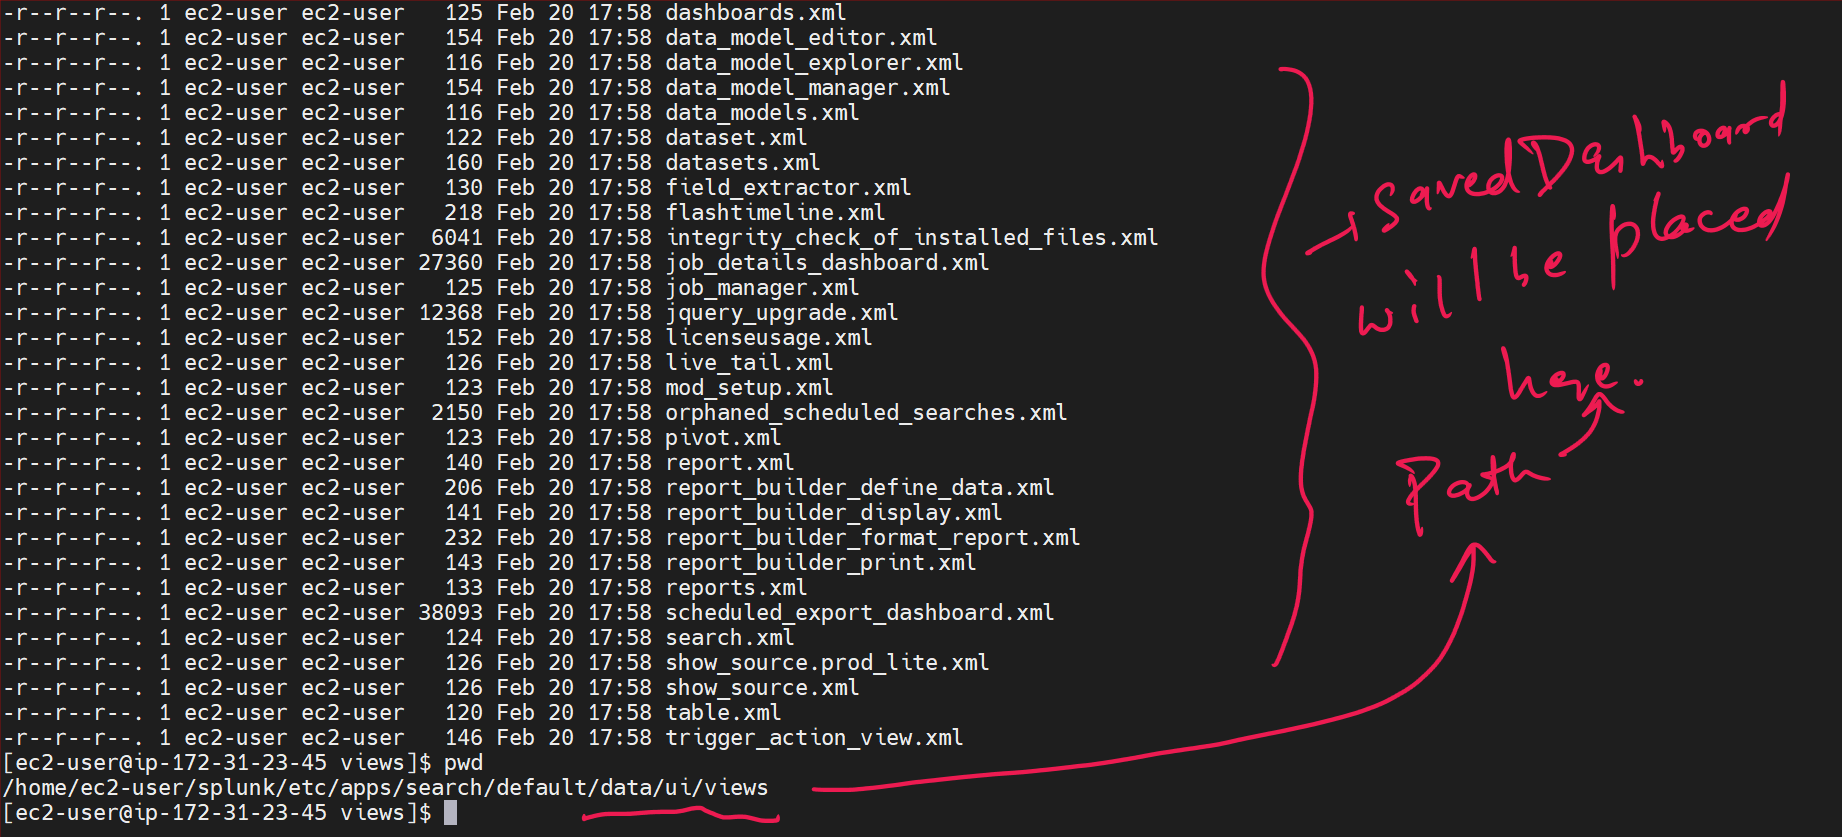 -r--r--r--. 1 ec2-user ec2-user   125 Feb 20 17:58 dashboards.xml
-r--r--r--. 1 ec2-user ec2-user   154 Feb 20 17:58 data_model_editor.xml
-r--r--r--. 1 ec2-user ec2-user   116 Feb 20 17:58 data_model_explorer.xml
-r--r--r--. 1 ec2-user ec2-user   154 Feb 20 17:58 data_model_manager.xml
-r--r--r--. 1 ec2-user ec2-user   116 Feb 20 17:58 data_models.xml
-r--r--r--. 1 ec2-user ec2-user   122 Feb 20 17:58 dataset.xml
-r--r--r--. 1 ec2-user ec2-user   160 Feb 20 17:58 datasets.xml
-r--r--r--. 1 ec2-user ec2-user   130 Feb 20 17:58 field_extractor.xml
-r--r--r--. 1 ec2-user ec2-user   218 Feb 20 17:58 flashtimeline.xml
-r--r--r--. 1 ec2-user ec2-user  6041 Feb 20 17:58 integrity_check_of_installed_files.xml
-r--r--r--. 1 ec2-user ec2-user 27360 Feb 20 17:58 job_details_dashboard.xml
-r--r--r--. 1 ec2-user ec2-user   125 Feb 20 17:58 job_manager.xml
-r--r--r--. 1 ec2-user ec2-user 12368 Feb 20 17:58 jquery_upgrade.xml
-r--r--r--. 1 ec2-user ec2-user   152 Feb 20 17:58 licenseusage.xml
-r--r--r--. 1 ec2-user ec2-user   126 Feb 20 17:58 live_tail.xml
-r--r--r--. 1 ec2-user ec2-user   123 Feb 20 17:58 mod_setup.xml
-r--r--r--. 1 ec2-user ec2-user  2150 Feb 20 17:58 orphaned_scheduled_searches.xml
-r--r--r--. 1 ec2-user ec2-user   123 Feb 20 17:58 pivot.xml
-r--r--r--. 1 ec2-user ec2-user   140 Feb 20 17:58 report.xml
-r--r--r--. 1 ec2-user ec2-user   206 Feb 20 17:58 report_builder_define_data.xml
-r--r--r--. 1 ec2-user ec2-user   141 Feb 20 17:58 report_builder_display.xml
-r--r--r--. 1 ec2-user ec2-user   232 Feb 20 17:58 report_builder_format_report.xml
-r--r--r--. 1 ec2-user ec2-user   143 Feb 20 17:58 report_builder_print.xml
-r--r--r--. 1 ec2-user ec2-user   133 Feb 20 17:58 reports.xml
-r--r--r--. 1 ec2-user ec2-user 38093 Feb 20 17:58 scheduled_export_dashboard.xml
-r--r--r--. 1 ec2-user ec2-user   124 Feb 20 17:58 search.xml
-r--r--r--. 1 ec2-user ec2-user   126 Feb 20 17:58 show_source.prod_lite.xml
-r--r--r--. 1 ec2-user ec2-user   126 Feb 20 17:58 show_source.xml
-r--r--r--. 1 ec2-user ec2-user   120 Feb 20 17:58 table.xml
-r--r--r--. 1 ec2-user ec2-user   146 Feb 20 17:58 trigger_action_view.xml
[ec2-user@ip-172-31-23-45 views]$ pwd
/home/ec2-user/splunk/etc/apps/search/default/data/ui/views
[ec2-user@ip-172-31-23-45 views]$
Saved Dashboard
will be placed
here.
Path